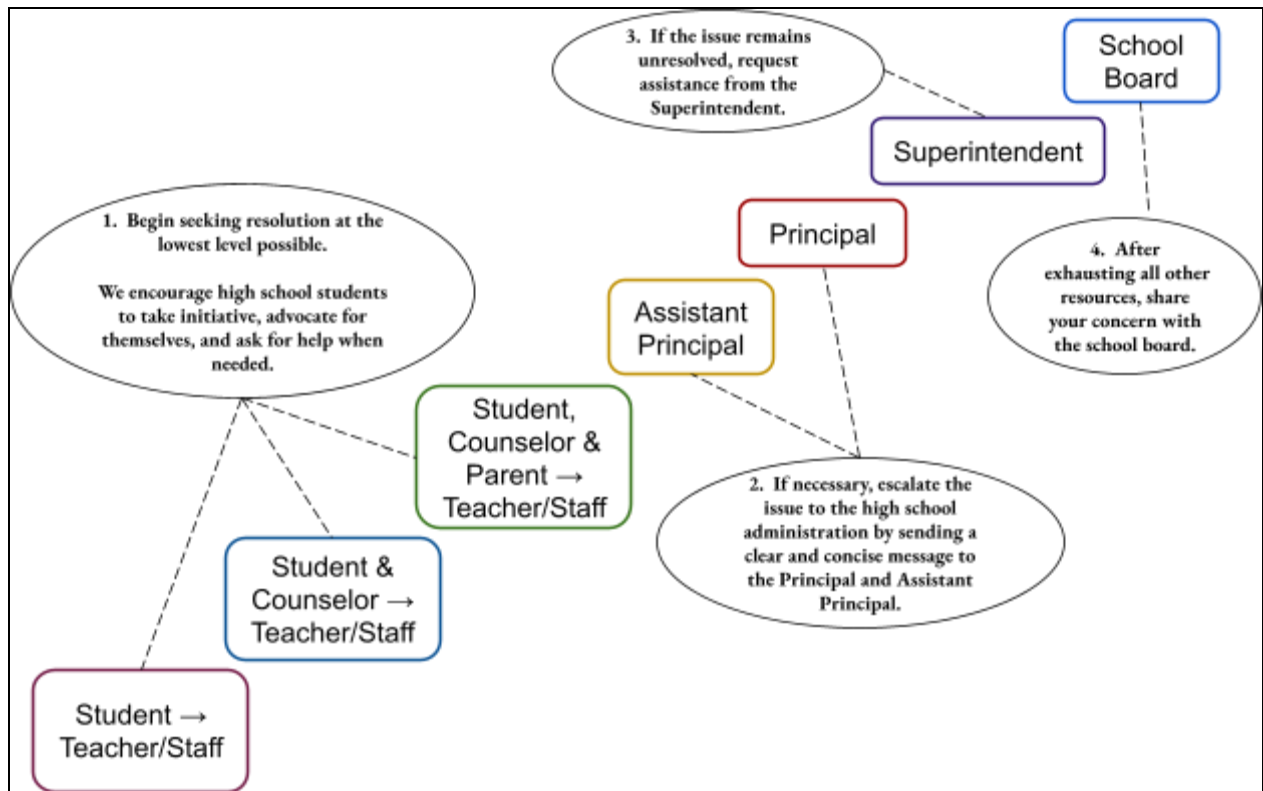 3. If the issue remains
unresolved, request
assistance from the
Superintendent.
School
Board
Superintendent
1. Begin seeking resolution at the
lowest level possible.
We encourage high school students
to take initiative, advocate for
themselves, and ask for help when
needed.
Principal
4. After
exhausting all other
resources, share
your concern with
the school board.
Assistant
Principal
Student,
Counselor &
Parent →
Teacher/Staff
2. If necessary, escalate the
issue to the high school
administration by sending a
clear and concise message to
the Principal and Assistant
Principal.
Student &
Counselor →
Teacher/Staff
Student →
Teacher/Staff